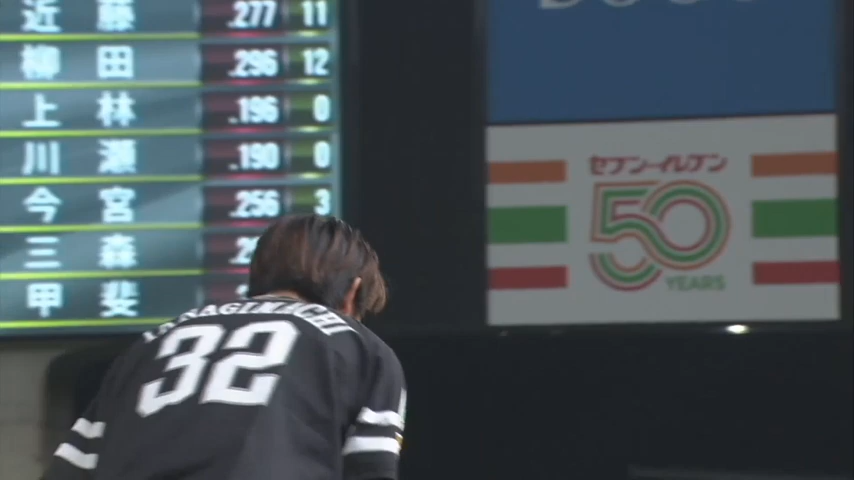 近藤 .277 11
柳田 .296 12
上林 .196 0
川瀬 .190 0
今宮 .256 3
三森
甲斐
セブン-イレブン
50
YEARS
YANAGIMACHI
32